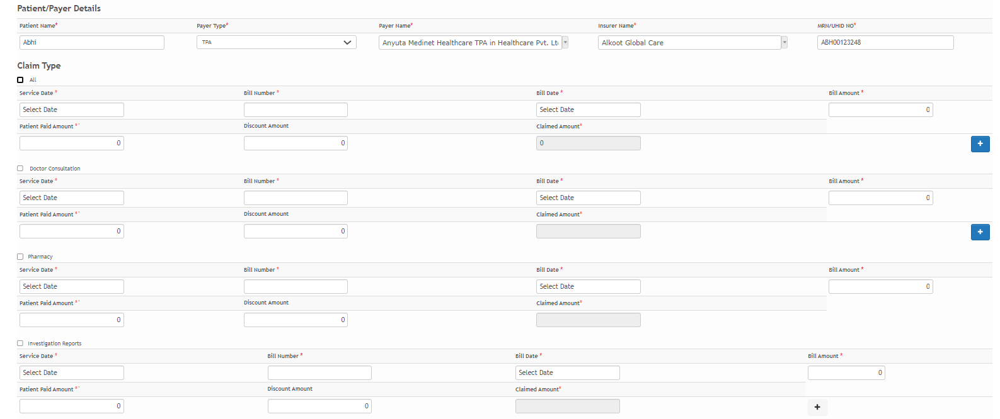 Patient/Payer Details
Patient Name* Payer Type* Payer Name* Insurer Name* MRN/UHID NO*
Abhi TPA Anyuta Medinet Healthcare TPA in Healthcare Pvt. Lt Alkoot Global Care ABH00123248
Claim Type
All
Service Date * Bill Number * Bill Date * Bill Amount *
Select Date Select Date 0
Patient Paid Amount *' Discount Amount Claimed Amount*
0 0 0 +
Doctor Consultation
Service Date * Bill Number * Bill Date * Bill Amount *
Select Date Select Date 0
Patient Paid Amount *' Discount Amount Claimed Amount*
0 0 +
Pharmacy
Service Date * Bill Number * Bill Date * Bill Amount *
Select Date Select Date 0
Patient Paid Amount *' Discount Amount Claimed Amount*
0 0
Investigation Reports
Service Date * Bill Number * Bill Date * Bill Amount *
Select Date Select Date 0
Patient Paid Amount *' Discount Amount Claimed Amount*
0 0 +